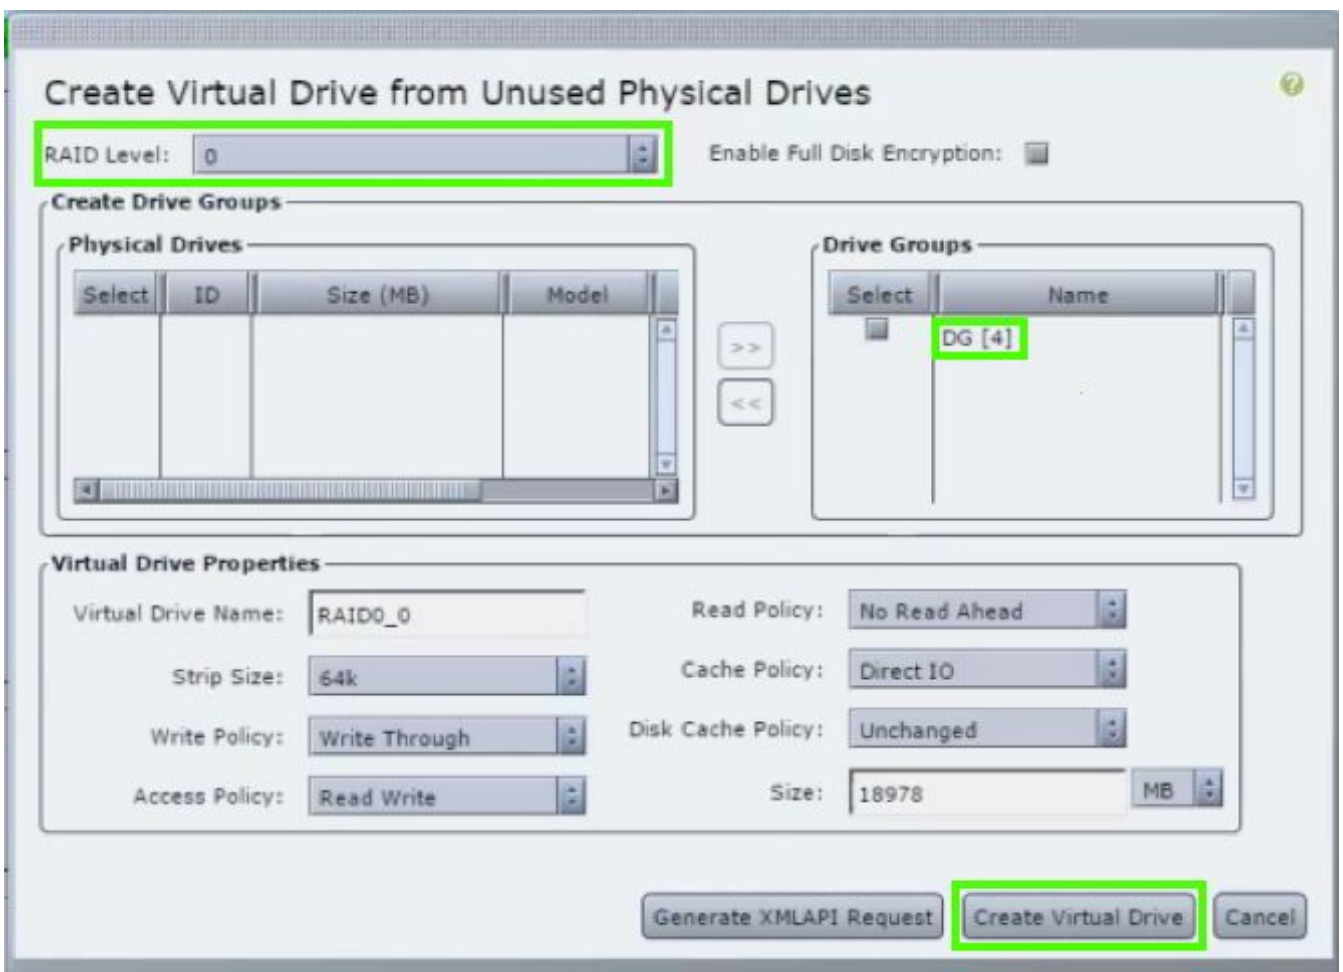 Create Virtual Drive from Unused Physical Drives
?
RAID Level: 0
Enable Full Disk Encryption:
Create Drive Groups
Physical Drives
Select ID Size (MB) Model
>>
<<
Drive Groups
Select Name
DG [4]
Virtual Drive Properties
Virtual Drive Name: RAID0_0
Strip Size: 64k
Write Policy: Write Through
Access Policy: Read Write
Read Policy: No Read Ahead
Cache Policy: Direct IO
Disk Cache Policy: Unchanged
Size: 18978 MB
Generate XMLAPI Request
Create Virtual Drive
Cancel